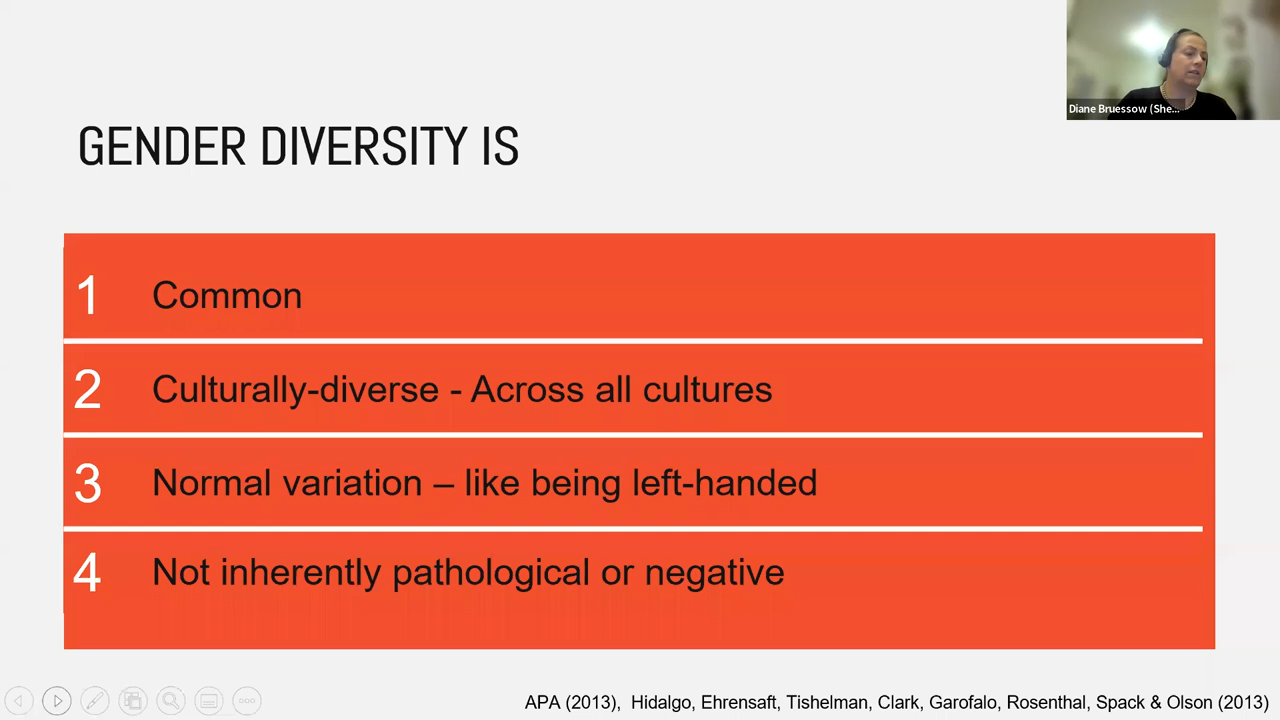 Diane Bruessow (She...
GENDER DIVERSITY IS
1 Common
2 Culturally-diverse - Across all cultures
3 Normal variation – like being left-handed
4 Not inherently pathological or negative
APA (2013),  Hidalgo, Ehrensaft, Tishelman, Clark, Garofalo, Rosenthal, Spack & Olson (2013)